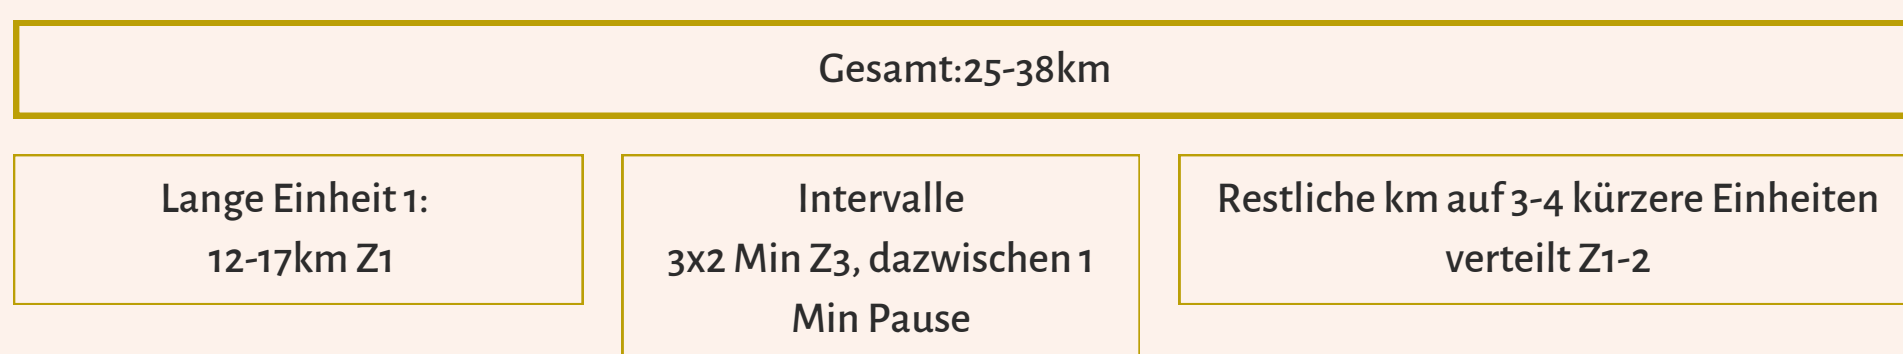 Gesamt:25-38km
Lange Einheit 1:
12-17km Z1
Intervalle
3x2 Min Z3, dazwischen 1
Min Pause
Restliche km auf 3-4 kürzere Einheiten
verteilt Z1-2